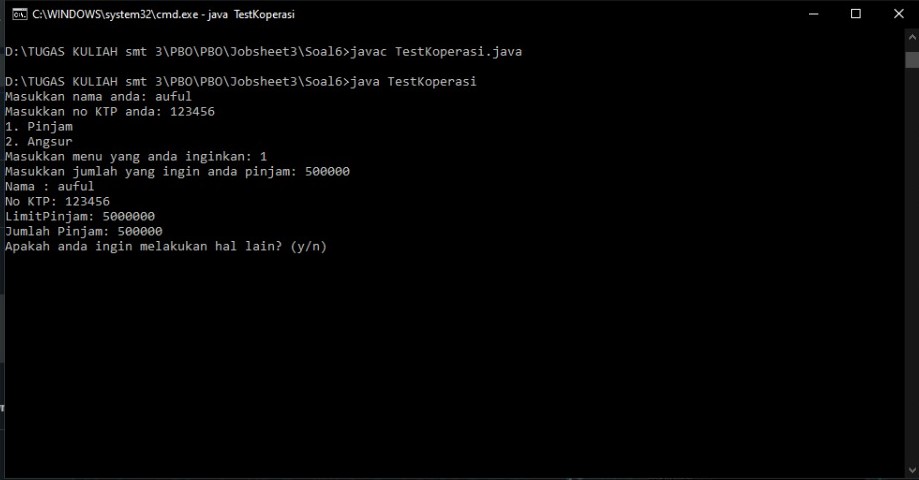 C:\WINDOWS\system32\cmd.exe - java  TestKoperasi
D:\TUGAS KULIAH smt 3\PBO\PBO\Jobsheet3\Soal6>javac TestKoperasi.java
D:\TUGAS KULIAH smt 3\PBO\PBO\Jobsheet3\Soal6>java TestKoperasi
Masukkan nama anda: auful
Masukkan no KTP anda: 123456
1. Pinjam
2. Angsur
Masukkan menu yang anda inginkan: 1
Masukkan jumlah yang ingin anda pinjam: 500000
Nama : auful
No KTP: 123456
LimitPinjam: 5000000
Jumlah Pinjam: 500000
Apakah anda ingin melakukan hal lain? (y/n)